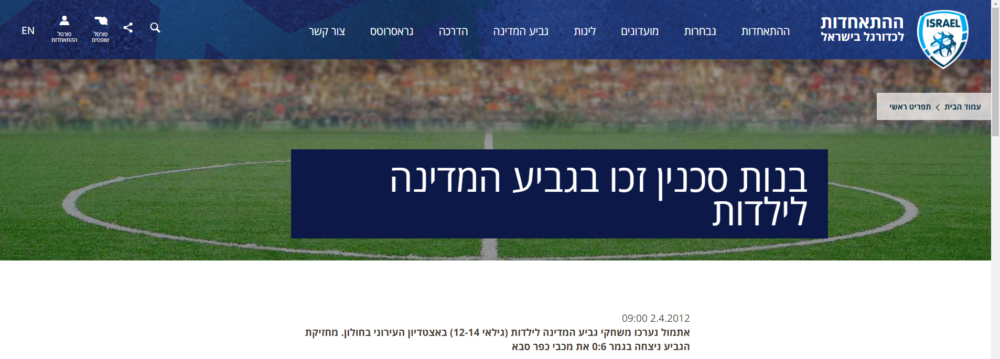 ISRAEL
ההתאחדות
לכדורגל בישראל
ההתאחדות נבחרות מועדונים ליגות גביע המדינה הדרכה גראסרוטס צור קשר
פורטל
שופטים
פורטל
ההתאחדות
EN
עמוד הבית > תפריט ראשי
בנות סכנין זכו בגביע המדינה
לילדות
09:00 2.4.2012
אתמול נערכו משחקי גביע המדינה לילדות (גילאי 12-14) באצטדיון העירוני בחולון. מחזיקת
הגביע ניצחה בגמר 0:6 את מכבי כפר סבא